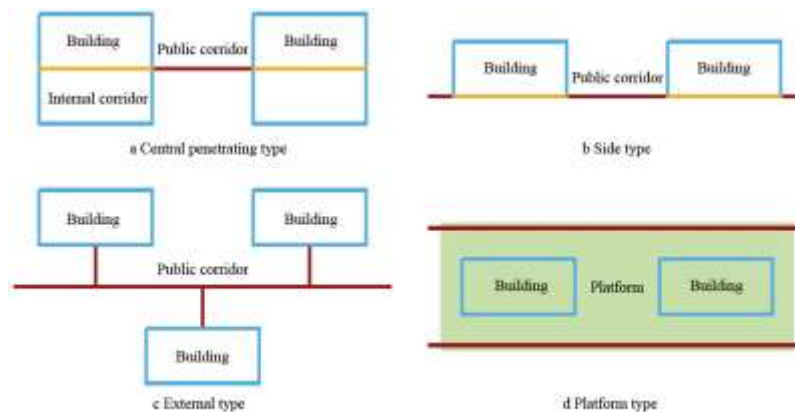 Building
Public corridor
Building
Internal corridor
a Central penetrating type
Building
Public corridor
Building
b Side type
Building
Building
Public corridor
Building
c External type
Building
Platform
Building
d Platform type